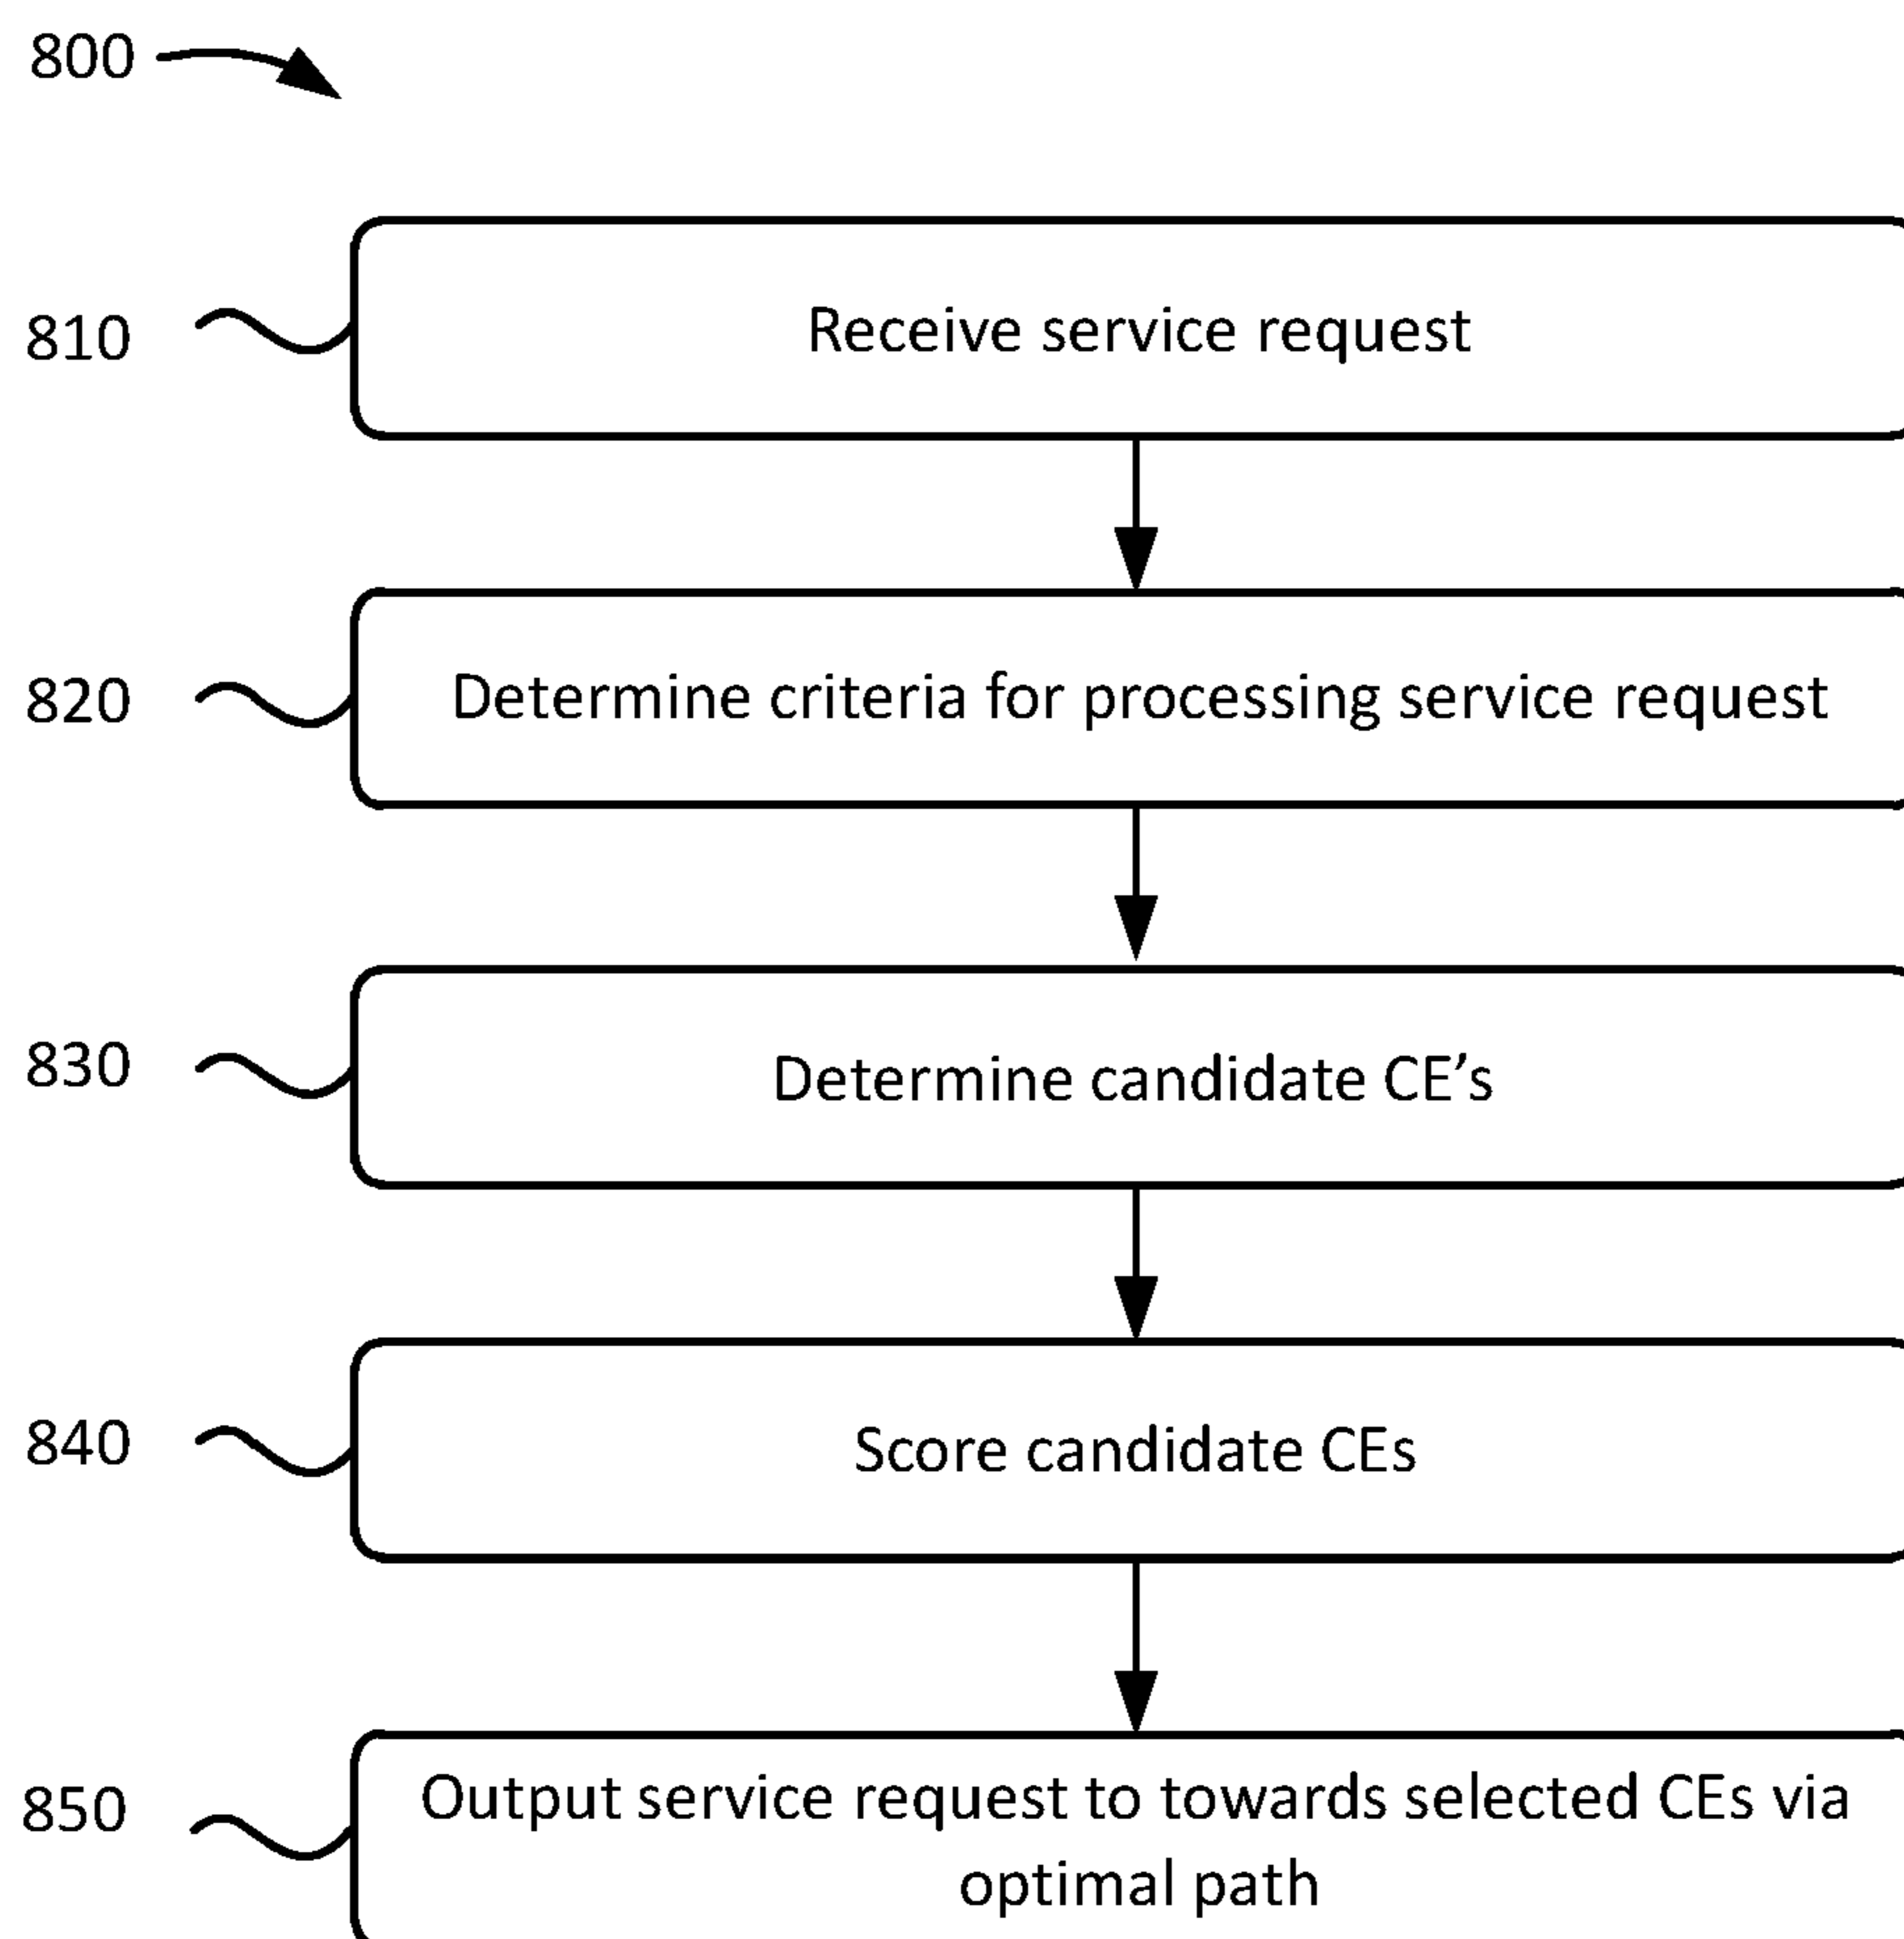 800
810
Receive service request
820
Determine criteria for processing service request
830
Determine candidate CE’s
840
Score candidate CEs
850
Output service request to towards selected CEs via
optimal path